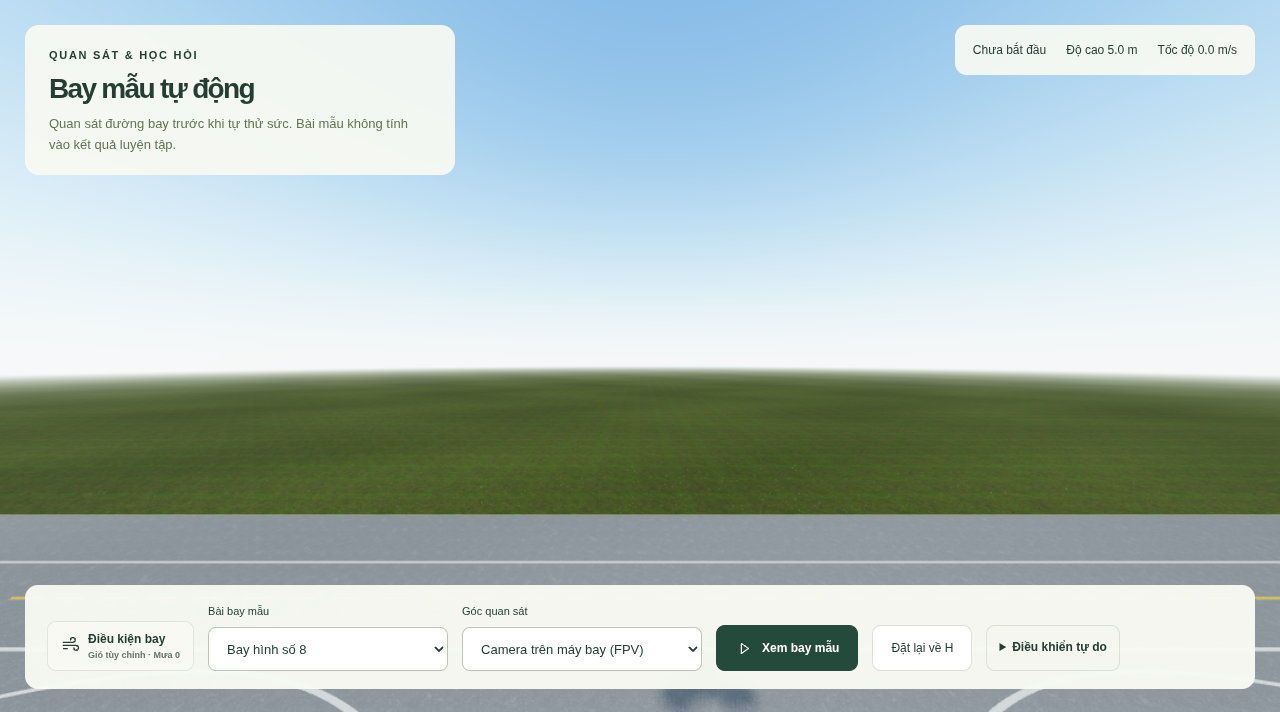 QUAN SÁT & HỌC HỎI
Bay mẫu tự động
Quan sát đường bay trước khi tự thử sức. Bài mẫu không tính
vào kết quả luyện tập.
Chưa bắt đầu Độ cao 5.0 m Tốc độ 0.0 m/s
Bài bay mẫu
Góc quan sát
Điều kiện bay
Gió tùy chỉnh · Mưa 0
Bay hình số 8
Camera trên máy bay (FPV)
Xem bay mẫu
Đặt lại về H
Điều khiển tự do